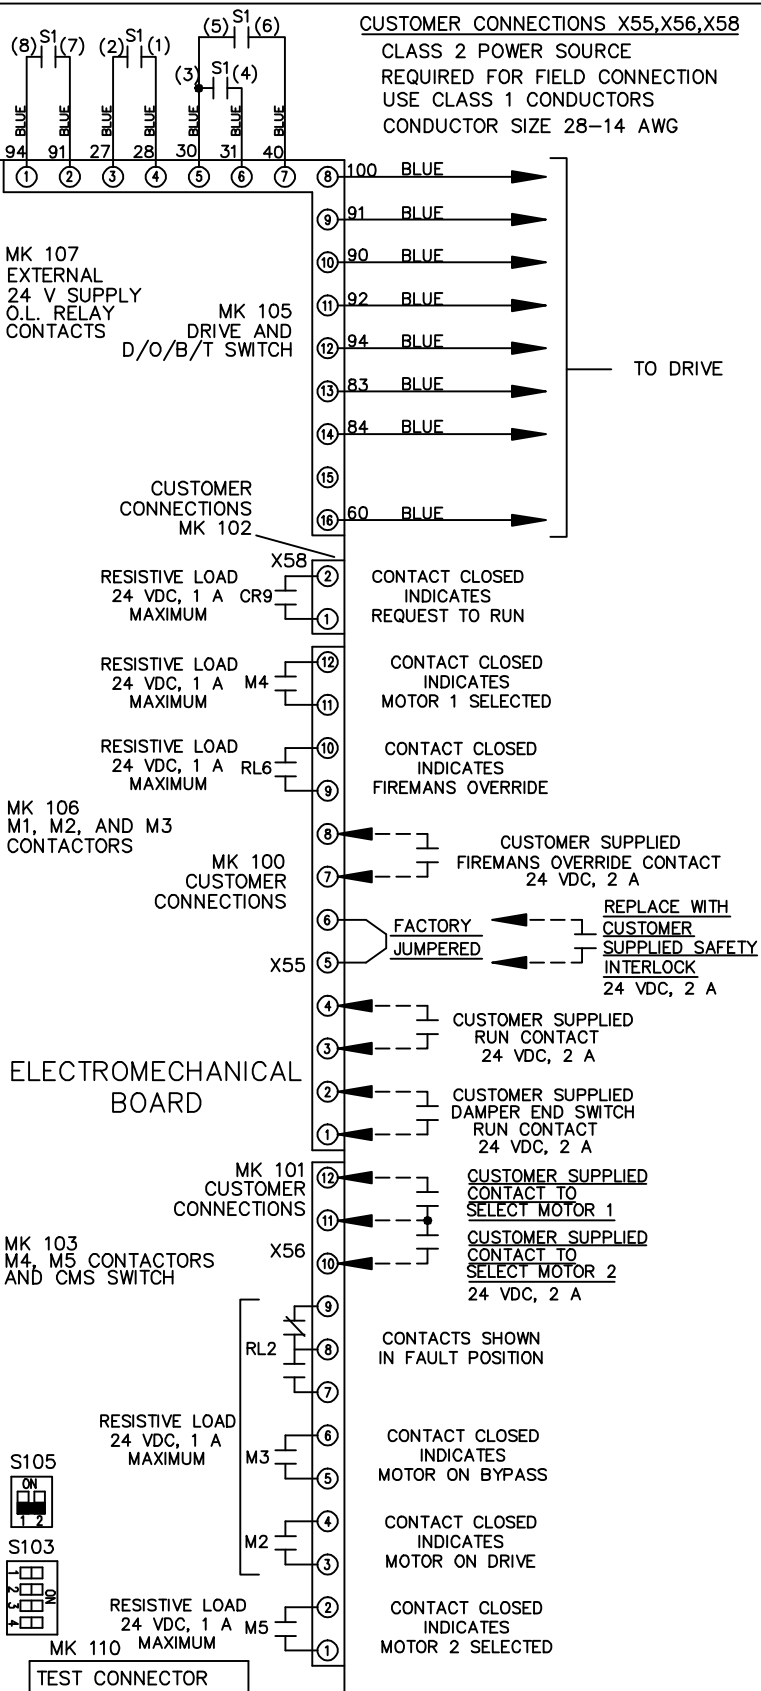 CUSTOMER CONNECTIONS X55,X56,X58
CLASS 2 POWER SOURCE
REQUIRED FOR FIELD CONNECTION
USE CLASS 1 CONDUCTORS
CONDUCTOR SIZE 28-14 AWG
(8) S1 (7)
(2) S1 (1)
(5) S1 (6)
(3) S1 (4)
BLUE BLUE BLUE BLUE BLUE BLUE BLUE
94 91 27 28 30 31 40
1 2 3 4 5 6 7
8 100 BLUE
9 91 BLUE
10 90 BLUE
11 92 BLUE
12 94 BLUE
13 83 BLUE
14 84 BLUE
15
16 60 BLUE
TO DRIVE
MK 107
EXTERNAL
24 V SUPPLY
O.L. RELAY
CONTACTS
MK 105
DRIVE AND
D/O/B/T SWITCH
CUSTOMER
CONNECTIONS
MK 102
X58
RESISTIVE LOAD
24 VDC, 1 A
MAXIMUM
CR9
2
1
CONTACT CLOSED
INDICATES
REQUEST TO RUN
RESISTIVE LOAD
24 VDC, 1 A
MAXIMUM
M4
12
11
CONTACT CLOSED
INDICATES
MOTOR 1 SELECTED
RESISTIVE LOAD
24 VDC, 1 A
MAXIMUM
RL6
10
9
CONTACT CLOSED
INDICATES
FIREMANS OVERRIDE
MK 106
M1, M2, AND M3
CONTACTORS
MK 100
CUSTOMER
CONNECTIONS
8
7
CUSTOMER SUPPLIED
FIREMANS OVERRIDE CONTACT
24 VDC, 2 A
X55
6
5
FACTORY
JUMPERED
REPLACE WITH
CUSTOMER
SUPPLIED SAFETY
INTERLOCK
24 VDC, 2 A
4
3
CUSTOMER SUPPLIED
RUN CONTACT
24 VDC, 2 A
ELECTROMECHANICAL
BOARD
2
1
CUSTOMER SUPPLIED
DAMPER END SWITCH
RUN CONTACT
24 VDC, 2 A
MK 101
CUSTOMER
CONNECTIONS
X56
12
11
10
CUSTOMER SUPPLIED
CONTACT TO
SELECT MOTOR 1
CUSTOMER SUPPLIED
CONTACT TO
SELECT MOTOR 2
24 VDC, 2 A
MK 103
M4, M5 CONTACTORS
AND CMS SWITCH
RL2
9
8
7
CONTACTS SHOWN
IN FAULT POSITION
RESISTIVE LOAD
24 VDC, 1 A
MAXIMUM
M3
6
5
CONTACT CLOSED
INDICATES
MOTOR ON BYPASS
M2
4
3
CONTACT CLOSED
INDICATES
MOTOR ON DRIVE
S105
ON
1 2
S103
1
2
3
4
ON
RESISTIVE LOAD
24 VDC, 1 A
MAXIMUM
M5
2
1
CONTACT CLOSED
INDICATES
MOTOR 2 SELECTED
MK 110
TEST CONNECTOR